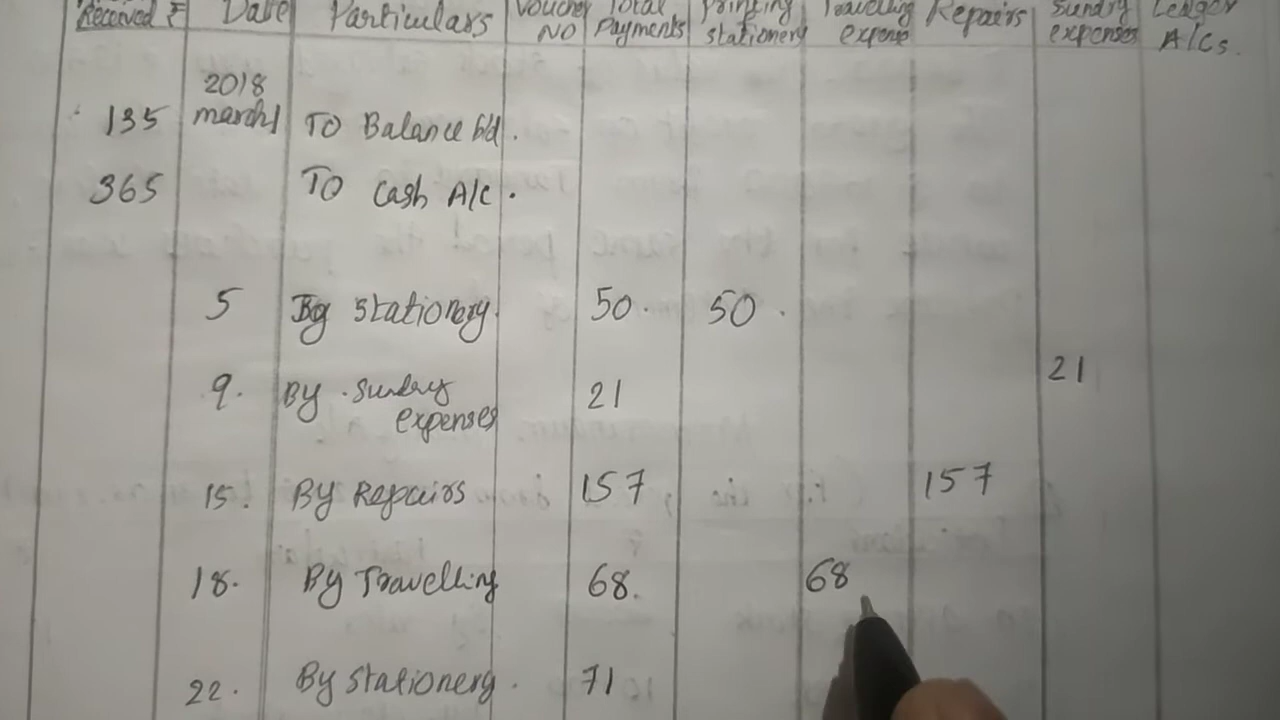 Received ₹ Date Particulars Voucher NO Total Payments Printing stationery Travelling expense Repairs Sundry expenses Ledger A/Cs.
2018
135 march1 TO Balance b/d.
365 TO Cash A/c.
5 By Stationery. 50. 50.
9. By Sundry expenses 21 21
15. By Repairs 157 157
18. By Travelling 68. 68
22. By Stationery. 71